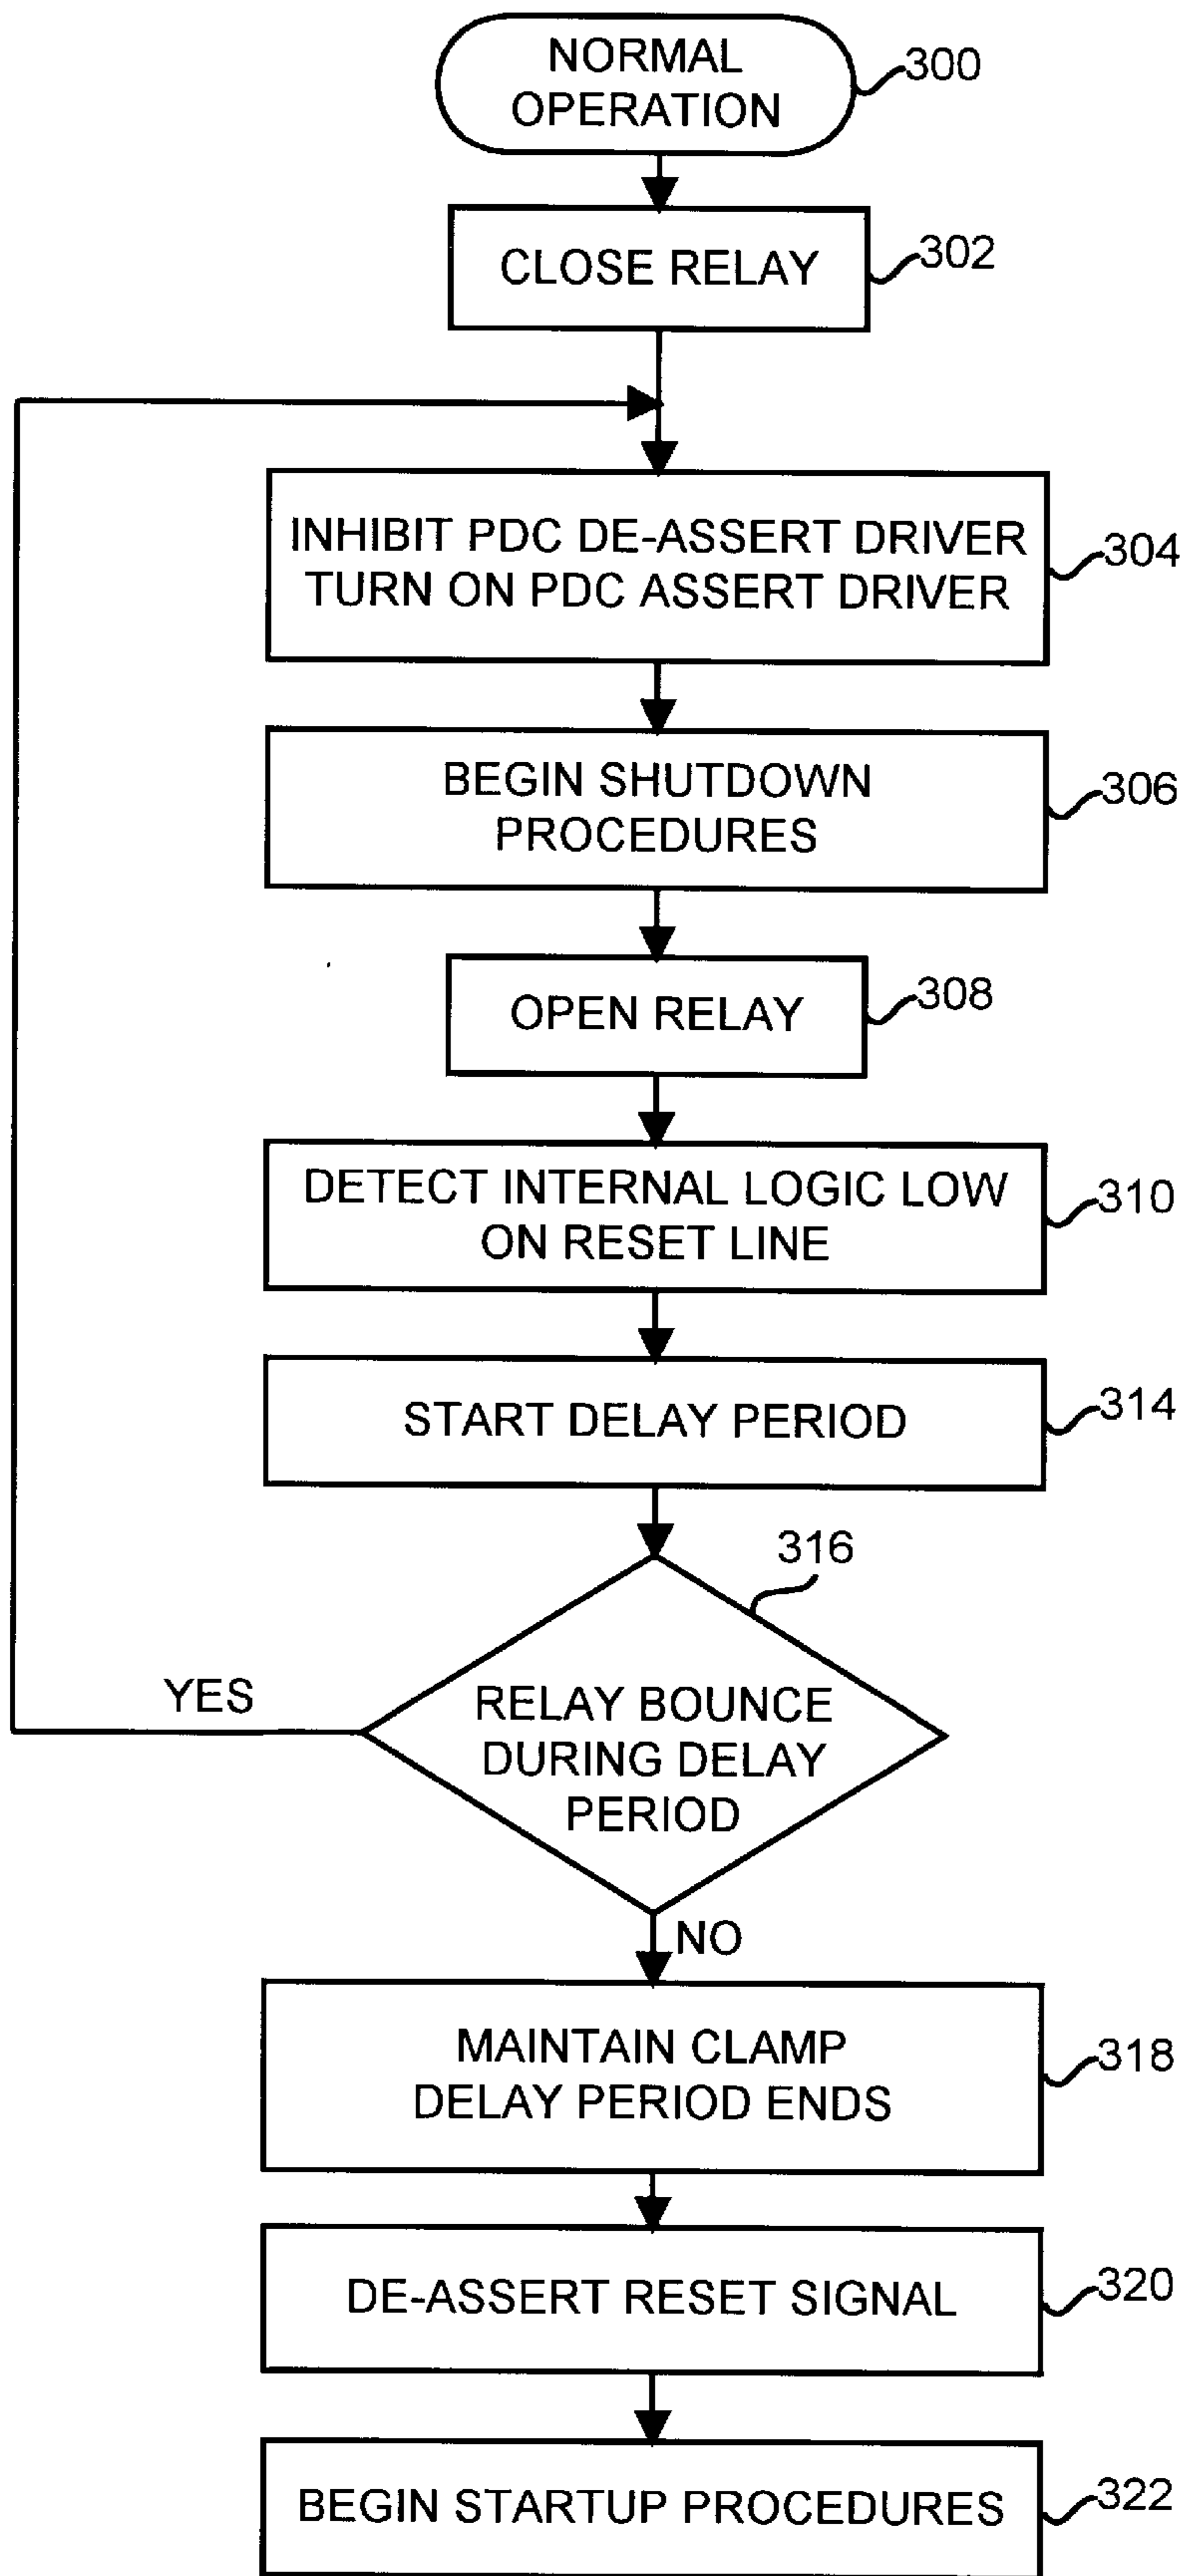 NORMAL
OPERATION
300
CLOSE RELAY
302
INHIBIT PDC DE-ASSERT DRIVER
TURN ON PDC ASSERT DRIVER
304
BEGIN SHUTDOWN
PROCEDURES
306
OPEN RELAY
308
DETECT INTERNAL LOGIC LOW
ON RESET LINE
310
START DELAY PERIOD
314
316
YES
RELAY BOUNCE
DURING DELAY
PERIOD
NO
MAINTAIN CLAMP
DELAY PERIOD ENDS
318
DE-ASSERT RESET SIGNAL
320
BEGIN STARTUP PROCEDURES
322